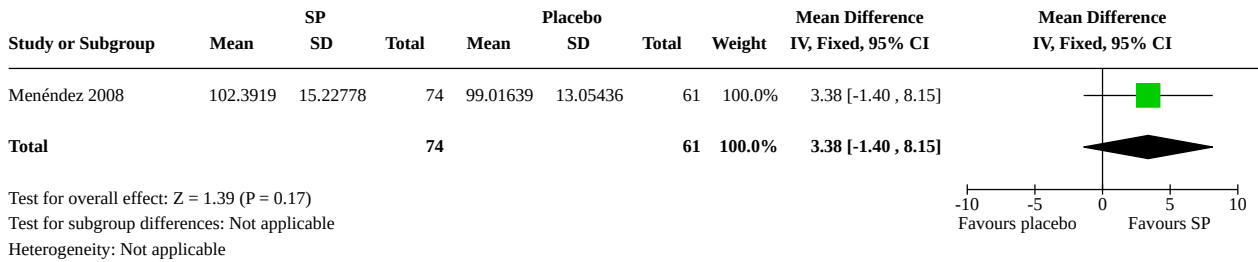 SP Placebo Mean Difference Mean Difference
Study or Subgroup Mean SD Total Mean SD Total Weight IV, Fixed, 95% CI IV, Fixed, 95% CI
Menéndez 2008 102.3919 15.22778 74 99.01639 13.05436 61 100.0% 3.38 [-1.40 , 8.15]
Total 74 61 100.0% 3.38 [-1.40 , 8.15]
Test for overall effect: Z = 1.39 (P = 0.17)
Test for subgroup differences: Not applicable
Heterogeneity: Not applicable
-10 -5 0 5 10
Favours placebo Favours SP